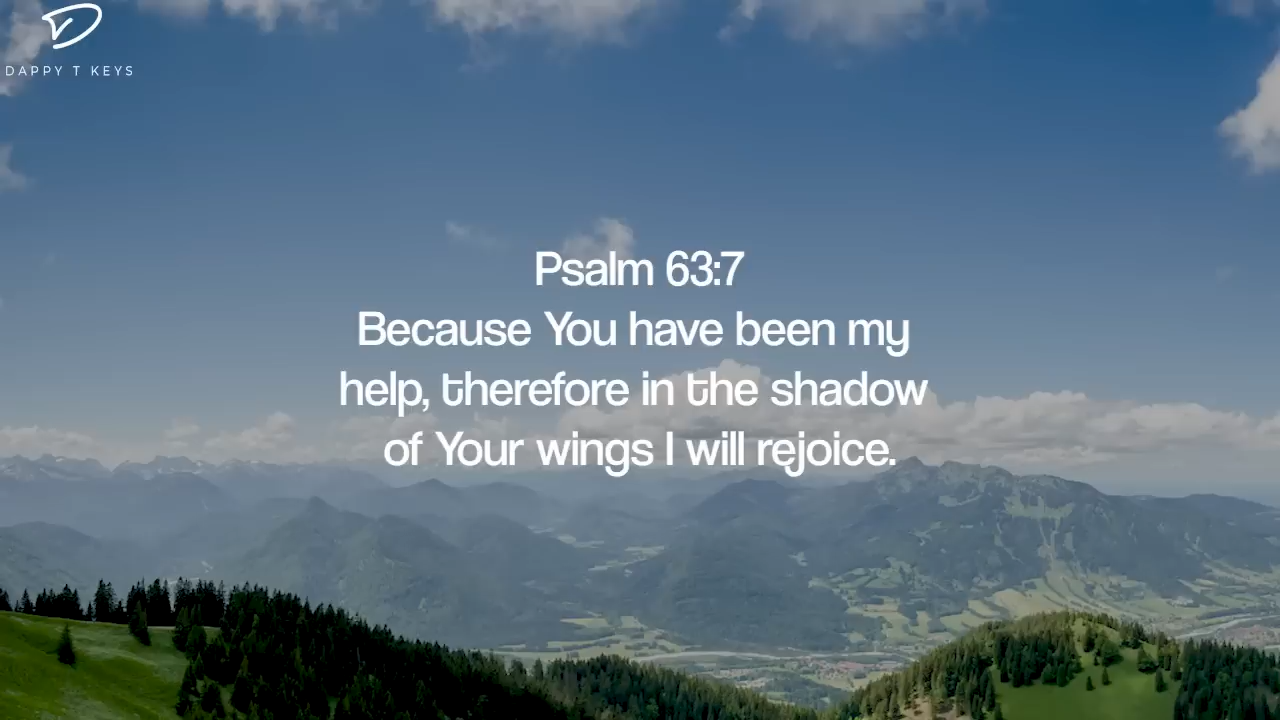 DAPPY T KEYS
Psalm 63:7
Because You have been my
help, therefore in the shadow
of Your wings I will rejoice.